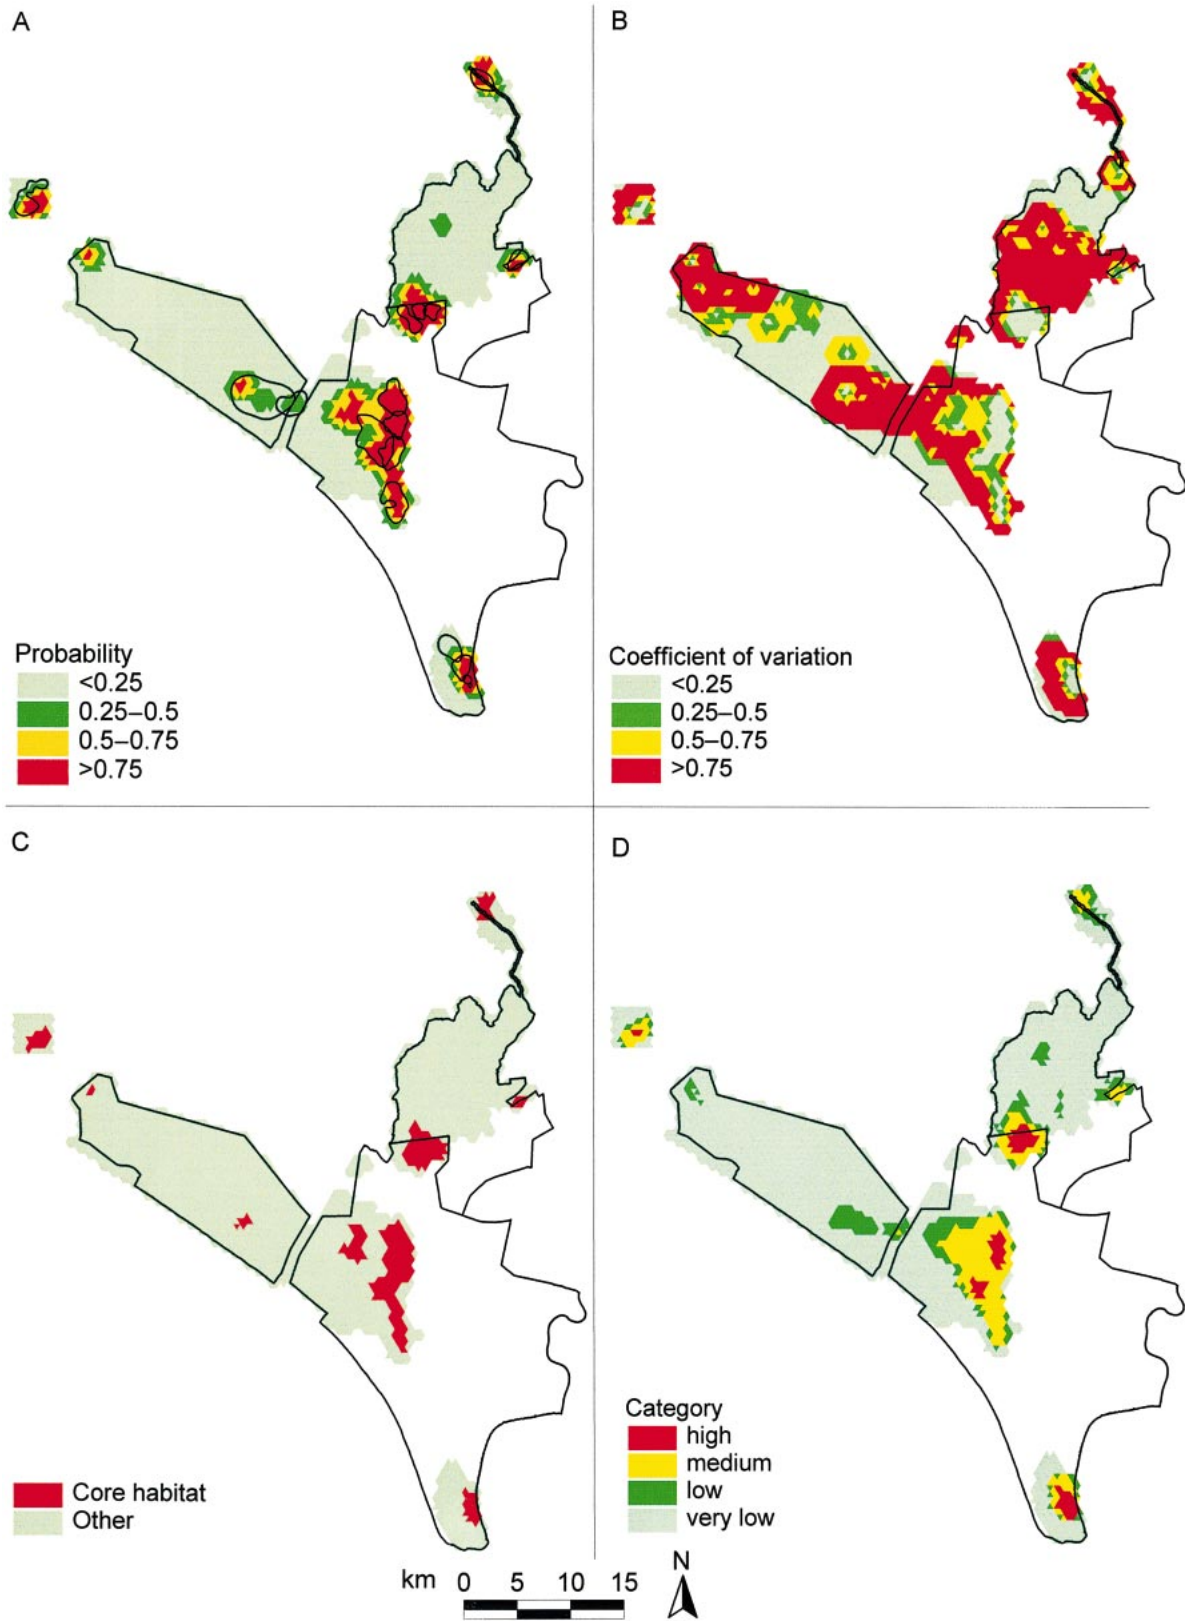 A
B
Probability
<0.25
0.25–0.5
0.5–0.75
>0.75
Coefficient of variation
<0.25
0.25–0.5
0.5–0.75
>0.75
C
D
Core habitat
Other
Category
high
medium
low
very low
km 0 5 10 15
N